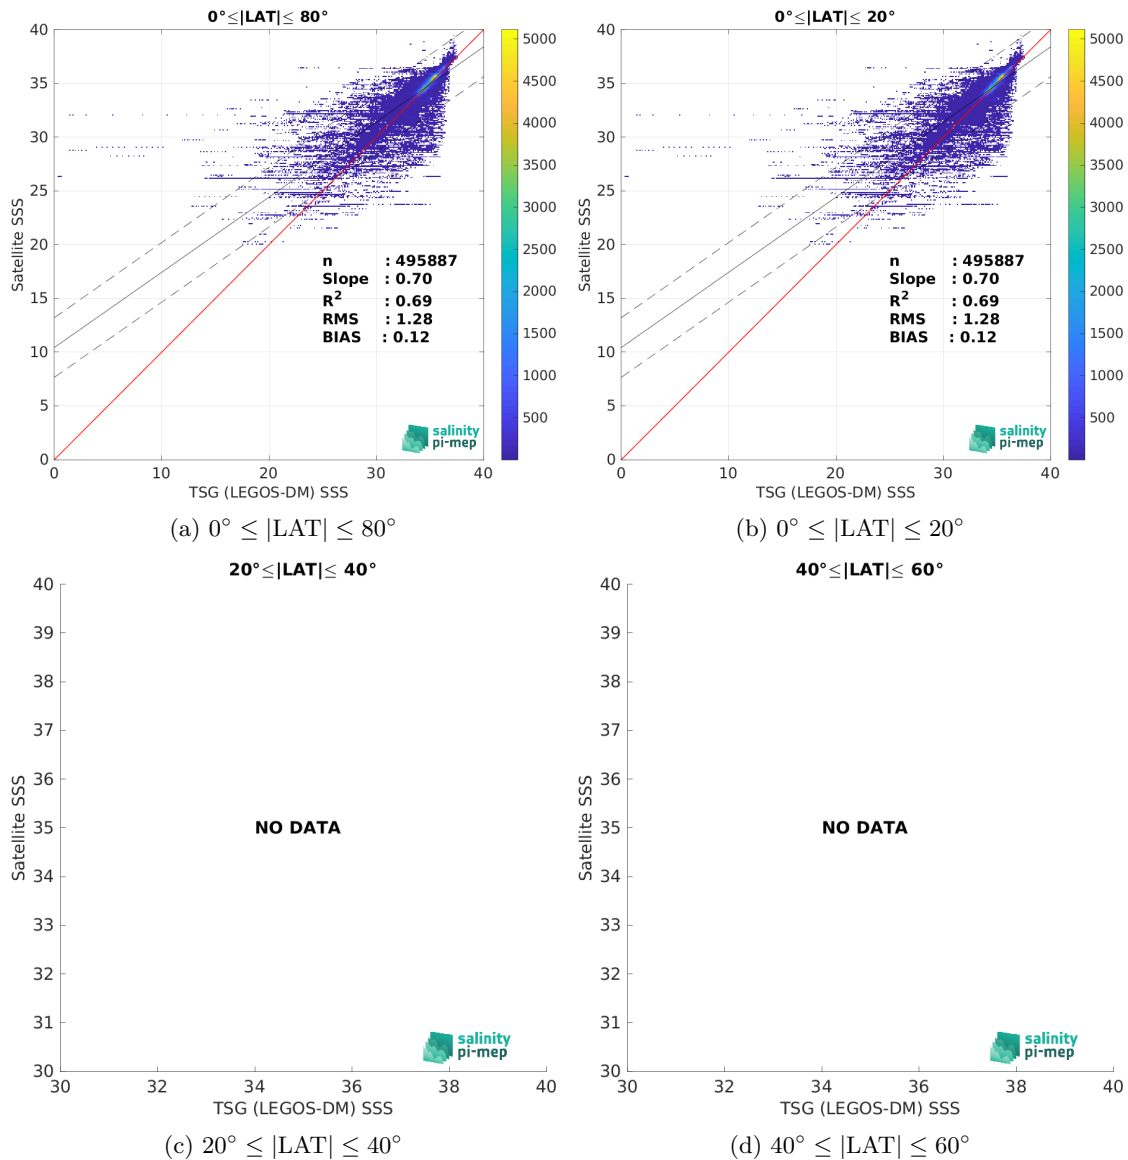 0°≤|LAT|≤ 80°
40
35
30
25
20
15
10
5
0
0
10
20
30
40
Satellite SSS
TSG (LEGOS-DM) SSS
n : 495887
Slope : 0.70
R² : 0.69
RMS : 1.28
BIAS : 0.12
salinity
pi-mep
5000
4500
4000
3500
3000
2500
2000
1500
1000
500
(a) 0° ≤ |LAT| ≤ 80°
0°≤|LAT|≤ 20°
40
35
30
25
20
15
10
5
0
0
10
20
30
40
Satellite SSS
TSG (LEGOS-DM) SSS
n : 495887
Slope : 0.70
R² : 0.69
RMS : 1.28
BIAS : 0.12
salinity
pi-mep
5000
4500
4000
3500
3000
2500
2000
1500
1000
500
(b) 0° ≤ |LAT| ≤ 20°
20°≤|LAT|≤ 40°
40
39
38
37
36
35
34
33
32
31
30
30
32
34
36
38
40
Satellite SSS
NO DATA
salinity
pi-mep
TSG (LEGOS-DM) SSS
(c) 20° ≤ |LAT| ≤ 40°
40°≤|LAT|≤ 60°
40
39
38
37
36
35
34
33
32
31
30
30
32
34
36
38
40
Satellite SSS
NO DATA
salinity
pi-mep
TSG (LEGOS-DM) SSS
(d) 40° ≤ |LAT| ≤ 60°